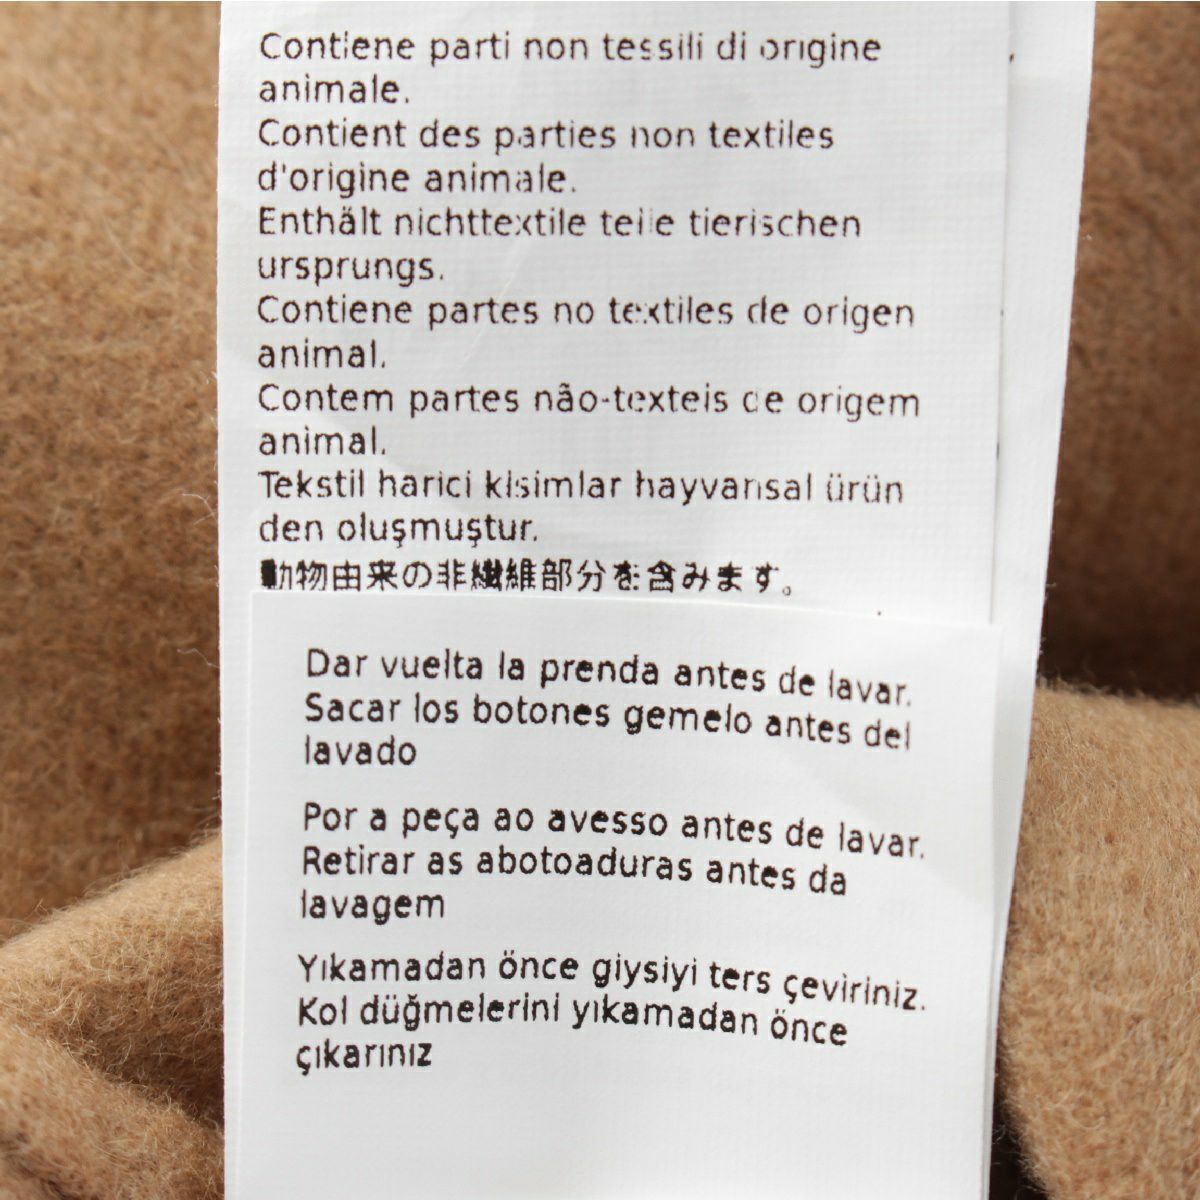 Contiene parti non tessili di origine
animale.
Contient des parties non textiles
d'origine animale.
Enthält nichttextile teile tierischen
ursprungs.
Contiene partes no textiles de origen
animal.
Contem partes não-texteis de origem
animal.
Tekstil harici kisimlar hayvansal ürün
den oluşmuştur.
動物由来の非繊維部分を含みます。
Dar vuelta la prenda antes de lavar.
Sacar los botones gemelo antes del
lavado
Por a peça ao avesso antes de lavar.
Retirar as abotoaduras antes da
lavagem
Yıkamadan önce giysiyi ters çeviriniz.
Kol düğmelerini yıkamadan önce
çıkarınız